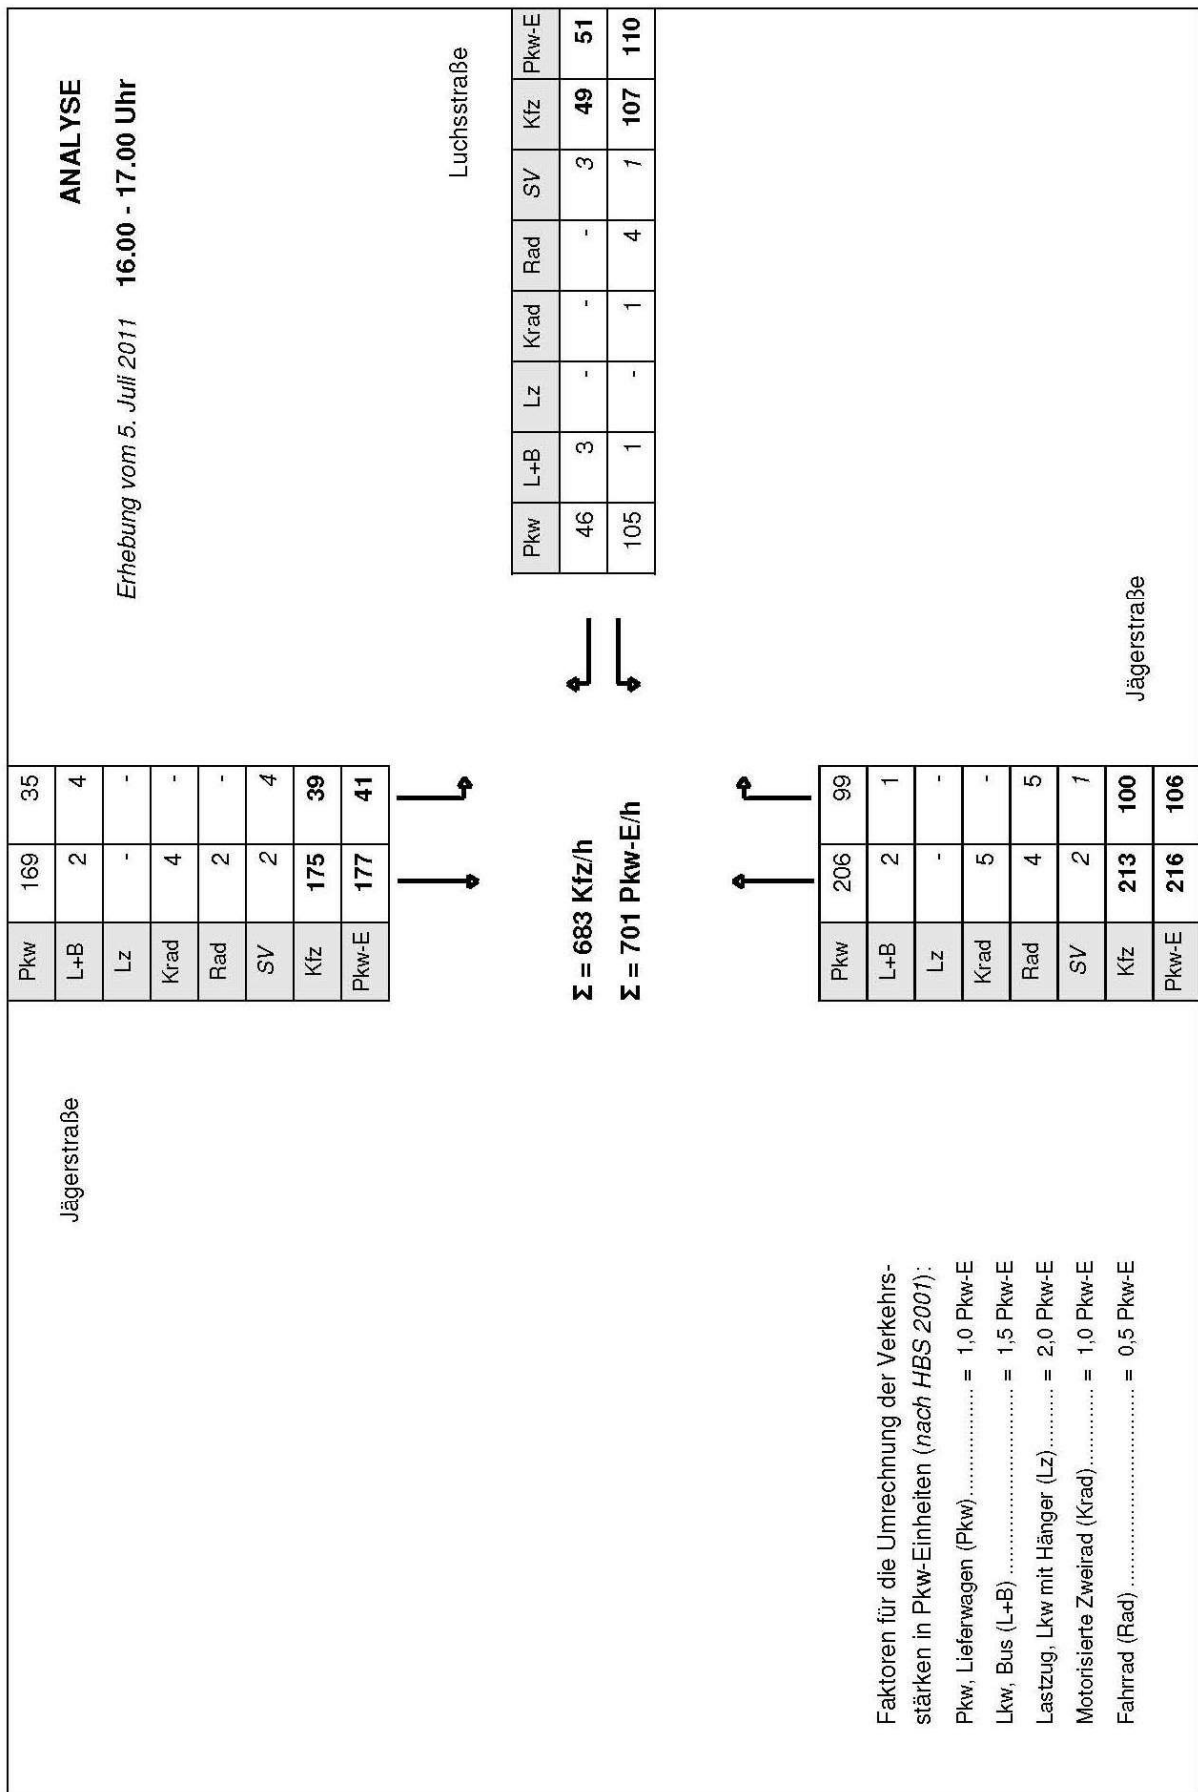 Jägerstraße
Pkw 169 35
L+B 2 4
Lz - -
Krad 4 -
Rad 2 -
SV 2 4
Kfz 175 39
Pkw-E 177 41
ANALYSE
Erhebung vom 5. Juli 2011 16.00 - 17.00 Uhr
Luchsstraße
Pkw L+B Lz Krad Rad SV Kfz Pkw-E
46 3 - - - 3 49 51
105 1 - 1 4 1 107 110
Σ = 683 Kfz/h
Σ = 701 Pkw-E/h
Pkw 206 99
L+B 2 1
Lz - -
Krad 5 -
Rad 4 5
SV 2 1
Kfz 213 100
Pkw-E 216 106
Jägerstraße
Faktoren für die Umrechnung der Verkehrs-
stärken in Pkw-Einheiten (nach HBS 2001):
Pkw, Lieferwagen (Pkw)................... = 1,0 Pkw-E
Lkw, Bus (L+B) .............................. = 1,5 Pkw-E
Lastzug, Lkw mit Hänger (Lz)........... = 2,0 Pkw-E
Motorisierte Zweirad (Krad)............. = 1,0 Pkw-E
Fahrrad (Rad) ................................. = 0,5 Pkw-E